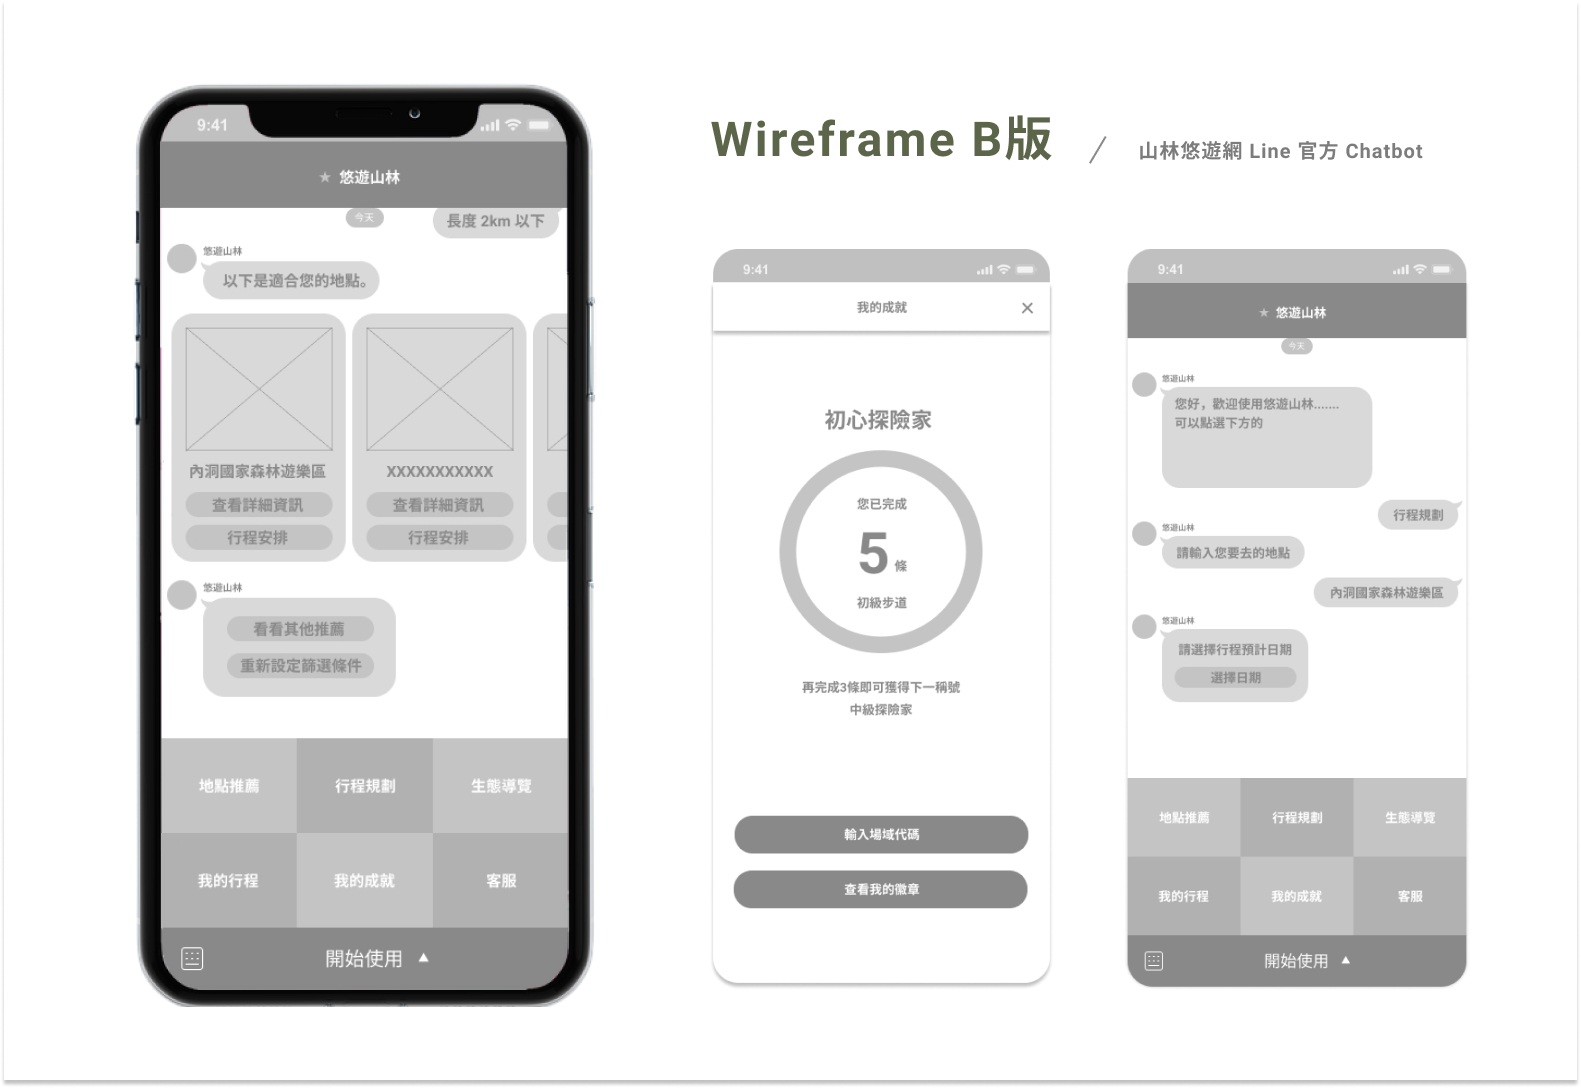 Wireframe B版 / 山林悠遊網 Line 官方 Chatbot
9:41
★ 悠遊山林
今天
長度 2km 以下
悠遊山林
以下是適合您的地點。
內洞國家森林遊樂區
查看詳細資訊
行程安排
XXXXXXXXXXX
查看詳細資訊
行程安排
悠遊山林
看看其他推薦
重新設定篩選條件
地點推薦 行程規劃 生態導覽
我的行程 我的成就 客服
開始使用 ▲
9:41
我的成就 ×
初心探險家
您已完成
5 條
初級步道
再完成3條即可獲得下一稱號
中級探險家
輸入場域代碼
查看我的徽章
9:41
★ 悠遊山林
今天
悠遊山林
您好，歡迎使用悠遊山林.......
可以點選下方的
行程規劃
悠遊山林
請輸入您要去的地點
內洞國家森林遊樂區
悠遊山林
請選擇行程預計日期
選擇日期
地點推薦 行程規劃 生態導覽
我的行程 我的成就 客服
開始使用 ▲